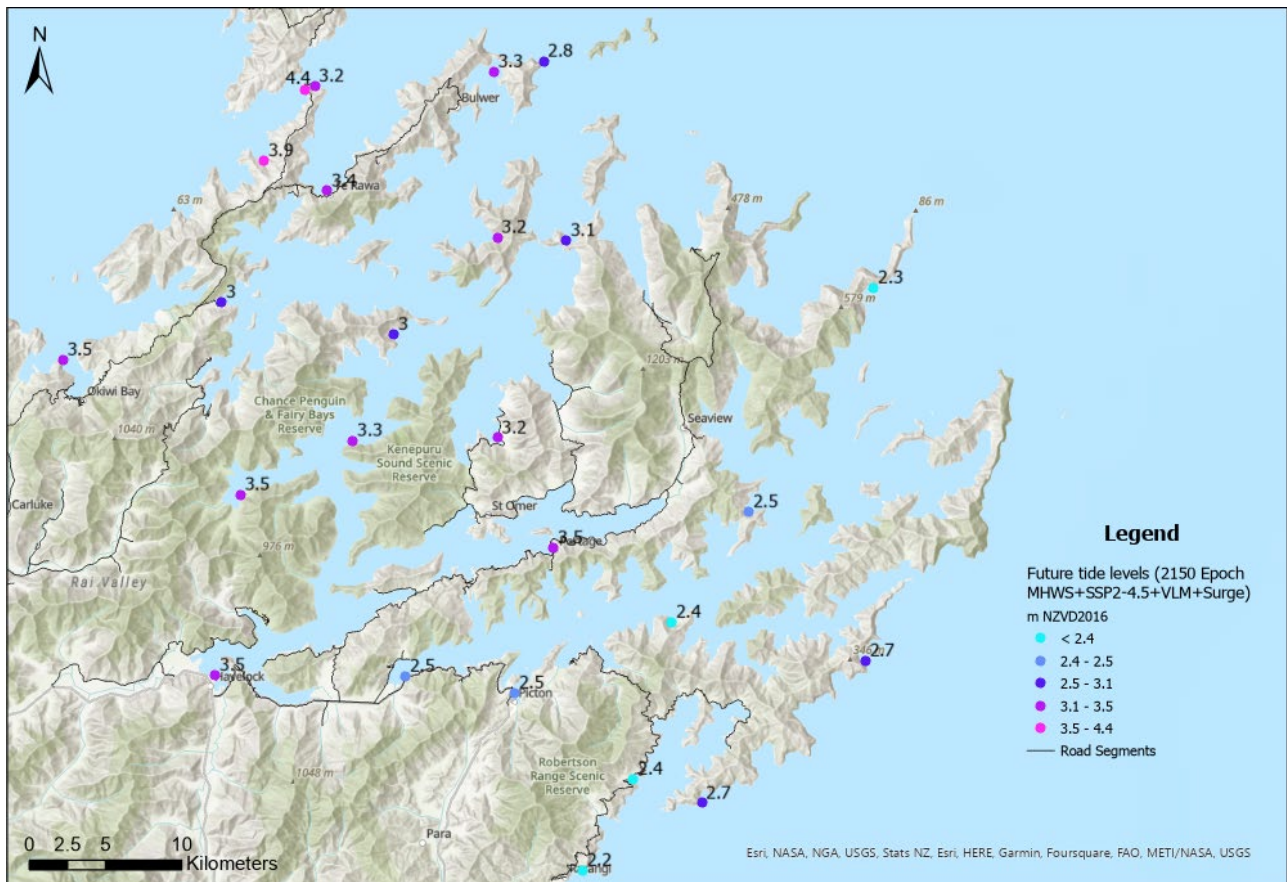 N
2.8
3.3
4.4
3.2
Bulwer
3.9
3.4
63 m
478 m
86 m
3.2
3.1
2.3
3
579 m
3
3.5
1203 m
Okiwi Bay
Chance Penguin
& Fairy Bays
Reserve
Seaview
1040 m
3.3
3.2
Kenepuru
Sound Scenic
Reserve
3.5
Carluke
St Omer
2.5
3.5
976 m
Rai Valley
2.4
2.7
3.5
Havelock
2.5
2.5
Picton
Robertson
Range Scenic
Reserve
1048 m
2.4
2.7
Para
2.2
Legend
Future tide levels (2150 Epoch
MHWS+SSP2-4.5+VLM+Surge)
m NZVD2016
< 2.4
2.4 - 2.5
2.5 - 3.1
3.1 - 3.5
3.5 - 4.4
Road Segments
0 2.5 5 10
Kilometers
Esri, NASA, NGA, USGS, Stats NZ, Esri, HERE, Garmin, Foursquare, FAO, METI/NASA, USGS